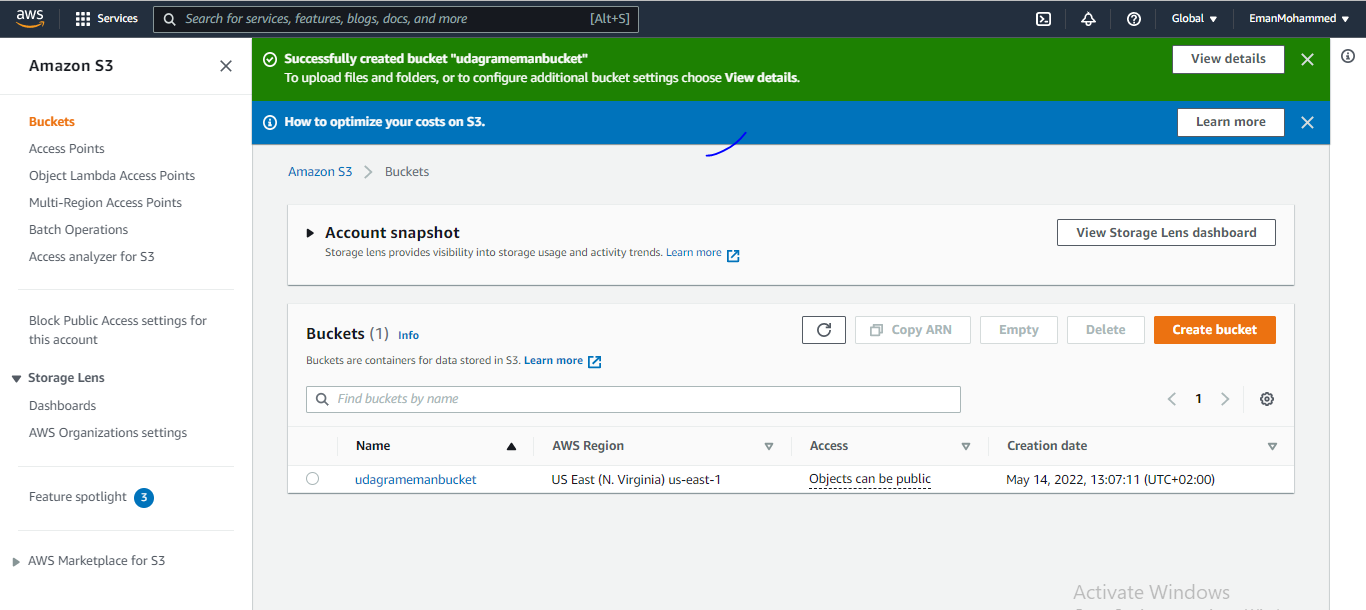 aws Services Search for services, features, blogs, docs, and more [Alt+S] Global EmanMohammed
Amazon S3
Buckets
Access Points
Object Lambda Access Points
Multi-Region Access Points
Batch Operations
Access analyzer for S3
Block Public Access settings for
this account
Storage Lens
Dashboards
AWS Organizations settings
Feature spotlight 3
AWS Marketplace for S3
Successfully created bucket "udagramemanbucket"
To upload files and folders, or to configure additional bucket settings choose View details.
View details
How to optimize your costs on S3.
Learn more
Amazon S3 Buckets
Account snapshot
Storage lens provides visibility into storage usage and activity trends. Learn more
View Storage Lens dashboard
Buckets (1) Info
Buckets are containers for data stored in S3. Learn more
Copy ARN Empty Delete Create bucket
Find buckets by name
1
Name AWS Region Access Creation date
udagramemanbucket US East (N. Virginia) us-east-1 Objects can be public May 14, 2022, 13:07:11 (UTC+02:00)
Activate Windows